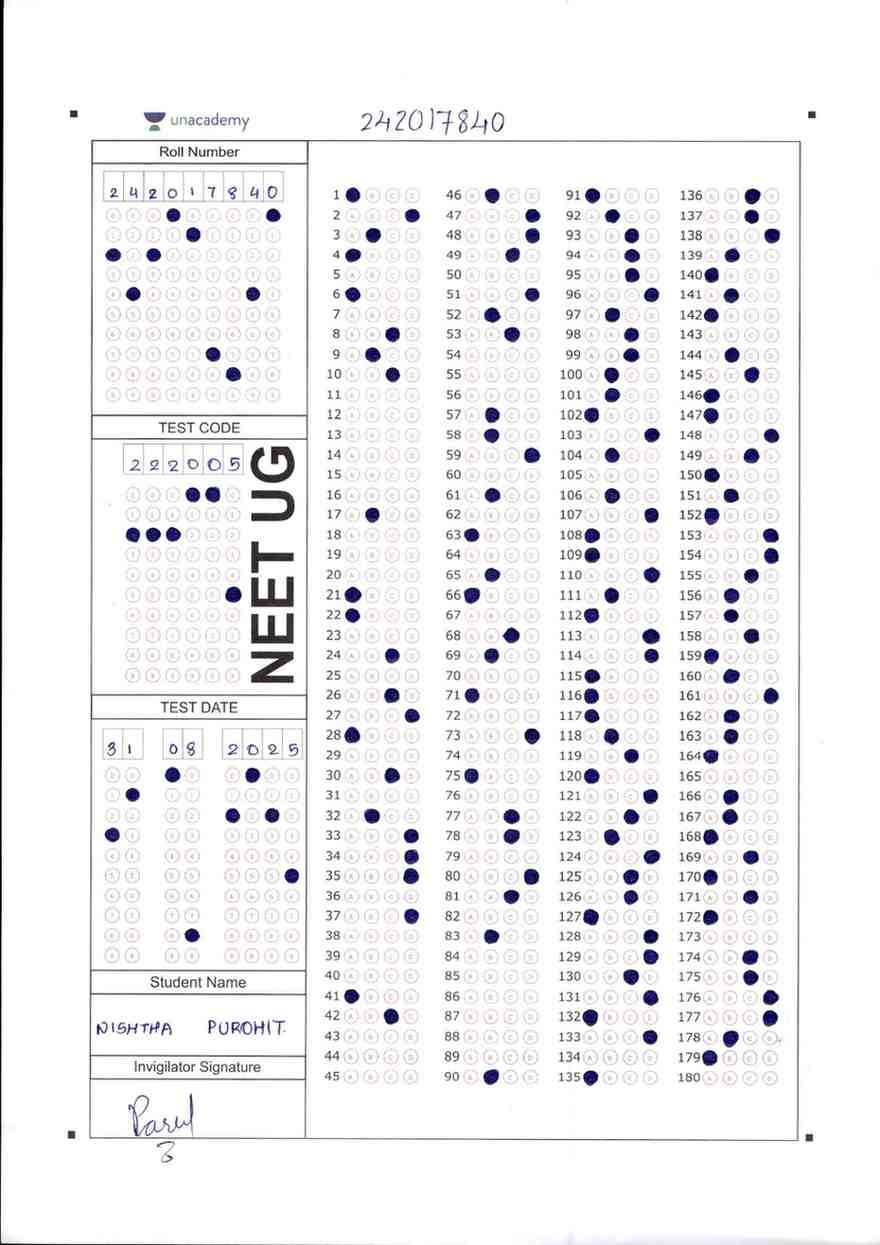 unacademy
242017840
Roll Number
2 4 2 0 1 7 8 4 0
TEST CODE
2 2 2 0 0 5
NEET UG
TEST DATE
31 08 2025
Student Name
NISHTHA PUROHIT
Invigilator Signature
Parul
3
1 46 91 136
2 47 92 137
3 48 93 138
4 49 94 139
5 50 95 140
6 51 96 141
7 52 97 142
8 53 98 143
9 54 99 144
10 55 100 145
11 56 101 146
12 57 102 147
13 58 103 148
14 59 104 149
15 60 105 150
16 61 106 151
17 62 107 152
18 63 108 153
19 64 109 154
20 65 110 155
21 66 111 156
22 67 112 157
23 68 113 158
24 69 114 159
25 70 115 160
26 71 116 161
27 72 117 162
28 73 118 163
29 74 119 164
30 75 120 165
31 76 121 166
32 77 122 167
33 78 123 168
34 79 124 169
35 80 125 170
36 81 126 171
37 82 127 172
38 83 128 173
39 84 129 174
40 85 130 175
41 86 131 176
42 87 132 177
43 88 133 178
44 89 134 179
45 90 135 180